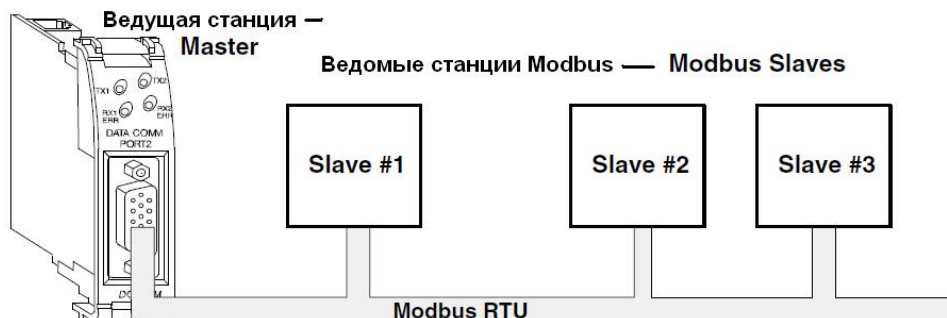 Ведущая станция –
Master
Ведомые станции Modbus — Modbus Slaves
TX1
TX2
RX1
ERR
RX2
ERR
DATA COMM
PORT2
Slave #1
Slave #2
Slave #3
Modbus RTU